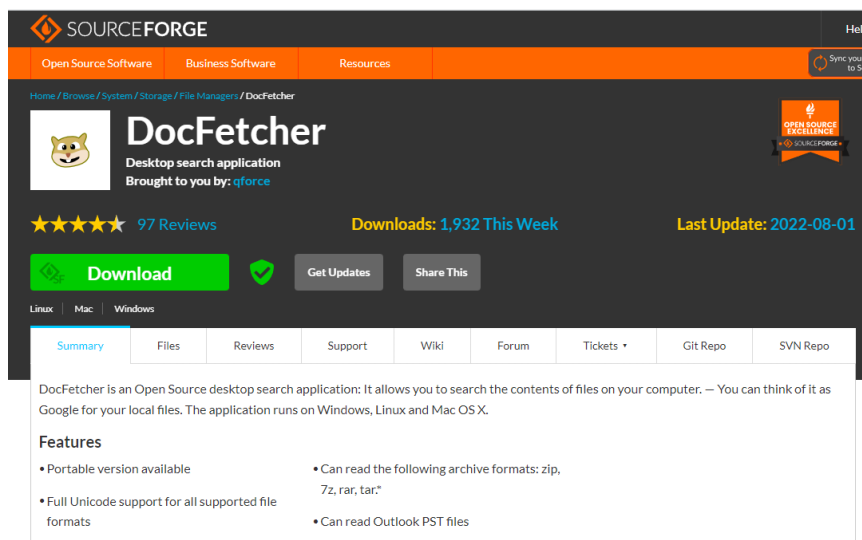 SOURCEFORGE
Hel
Open Source Software Business Software Resources
Sync you
to S
Home / Browse / System / Storage / File Managers / DocFetcher
DocFetcher
Desktop search application
Brought to you by: qforce
OPEN SOURCE
EXCELLENCE
SOURCEFORGE
97 Reviews Downloads: 1,932 This Week Last Update: 2022-08-01
SF Download Get Updates Share This
Linux Mac Windows
Summary Files Reviews Support Wiki Forum Tickets Git Repo SVN Repo
DocFetcher is an Open Source desktop search application: It allows you to search the contents of files on your computer. — You can think of it as
Google for your local files. The application runs on Windows, Linux and Mac OS X.
Features
• Portable version available
• Full Unicode support for all supported file
formats
• Can read the following archive formats: zip,
7z, rar, tar.*
• Can read Outlook PST files